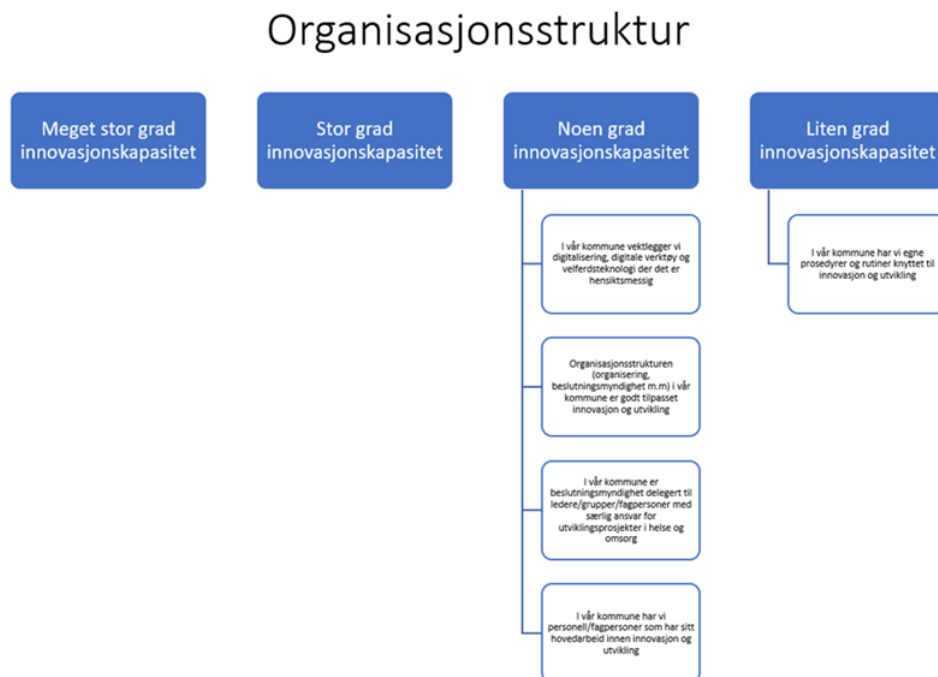 Organisasjonsstruktur
Meget stor grad
innovasjonskapasitet
Stor grad
innovasjonskapasitet
Noen grad
innovasjonskapasitet
Liten grad
innovasjonskapasitet
I vår kommune vektlegger vi
digitalisering, digitale verktøy og
velferdsteknologi der det er
hensiktsmessig
Organisasjonsstrukturen
(organisering,
beslutningsmyndighet m.m) i vår
kommune er godt tilpasset
innovasjon og utvikling
I vår kommune er
beslutningsmyndighet delegert til
ledere/grupper/fagpersoner med
særlig ansvar for
utviklingsprosjekter i helse og
omsorg
I vår kommune har vi
personell/fagpersoner som har sitt
hovedarbeid innen innovasjon og
utvikling
I vår kommune har vi egne
prosedyrer og rutiner knyttet til
innovasjon og utvikling